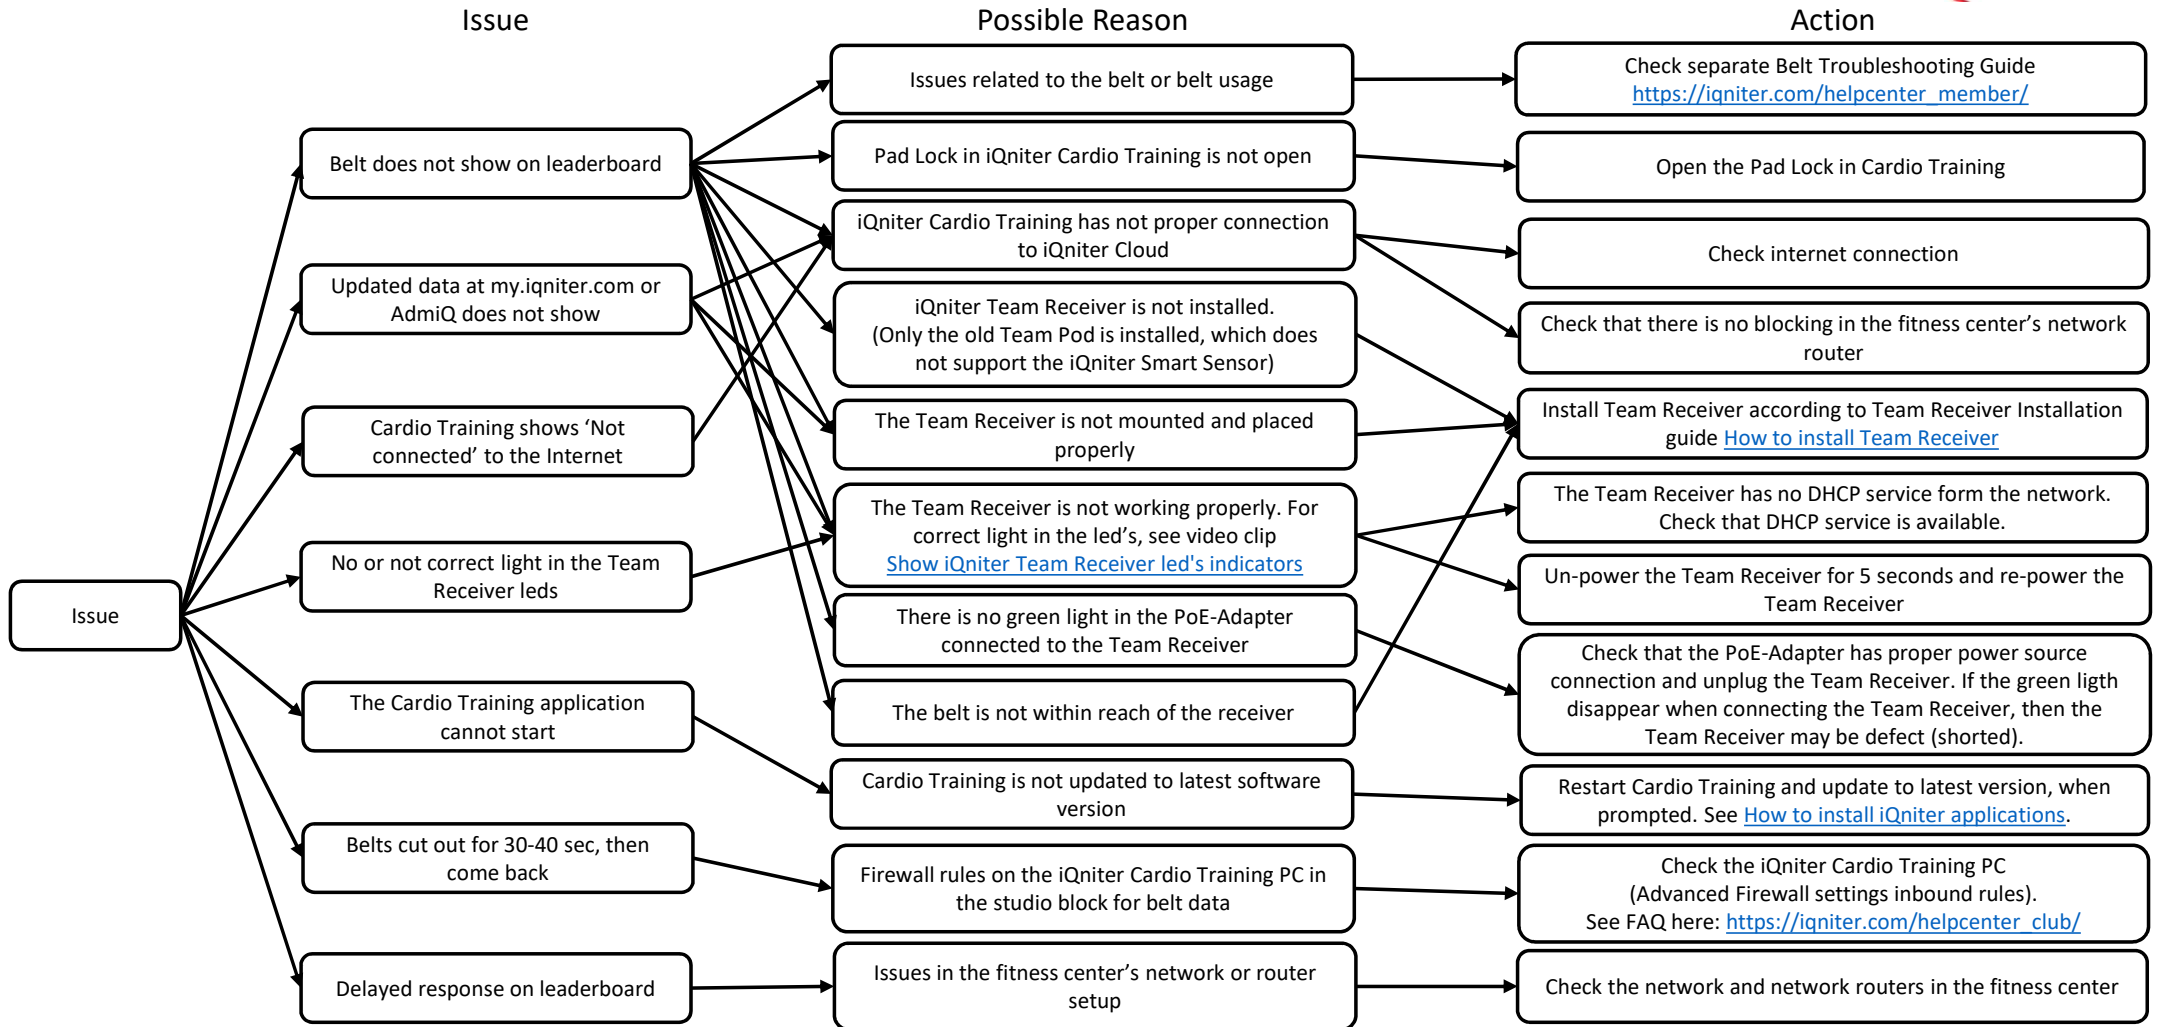 Issue
Possible Reason
Action
Issue
Belt does not show on leaderboard
Updated data at my.iqniter.com or
AdmiQ does not show
Cardio Training shows ‘Not
connected’ to the Internet
No or not correct light in the Team
Receiver leds
The Cardio Training application
cannot start
Belts cut out for 30-40 sec, then
come back
Delayed response on leaderboard
Issues related to the belt or belt usage
Pad Lock in iQniter Cardio Training is not open
iQniter Cardio Training has not proper connection
to iQniter Cloud
iQniter Team Receiver is not installed.
(Only the old Team Pod is installed, which does
not support the iQniter Smart Sensor)
The Team Receiver is not mounted and placed
properly
The Team Receiver is not working properly. For
correct light in the led’s, see video clip
Show iQniter Team Receiver led's indicators
There is no green light in the PoE-Adapter
connected to the Team Receiver
The belt is not within reach of the receiver
Cardio Training is not updated to latest software
version
Firewall rules on the iQniter Cardio Training PC in
the studio block for belt data
Issues in the fitness center’s network or router
setup
Check separate Belt Troubleshooting Guide
https://iqniter.com/helpcenter_member/
Open the Pad Lock in Cardio Training
Check internet connection
Check that there is no blocking in the fitness center’s network
router
Install Team Receiver according to Team Receiver Installation
guide How to install Team Receiver
The Team Receiver has no DHCP service form the network.
Check that DHCP service is available.
Un-power the Team Receiver for 5 seconds and re-power the
Team Receiver
Check that the PoE-Adapter has proper power source
connection and unplug the Team Receiver. If the green ligth
disappear when connecting the Team Receiver, then the
Team Receiver may be defect (shorted).
Restart Cardio Training and update to latest version, when
prompted. See How to install iQniter applications.
Check the iQniter Cardio Training PC
(Advanced Firewall settings inbound rules).
See FAQ here: https://iqniter.com/helpcenter_club/
Check the network and network routers in the fitness center